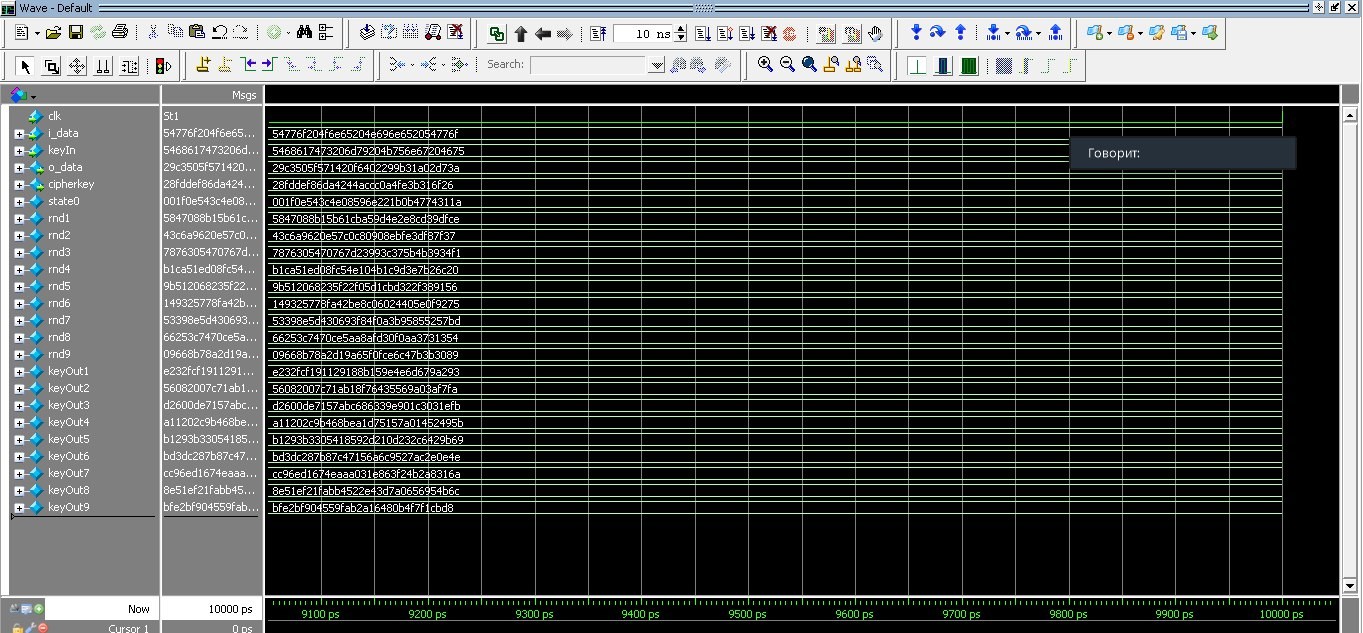 Wave - Default
10 ns
Search:
Msgs
clk St1
i_data 54776f204f6e65... 54776f204f6e65204e696e652054776f
keyIn 5468617473206d... 5468617473206d79204b756e67204675
o_data 29c3505f571420... 29c3505f571420f6402299b31a02d73a
cipherkey 28fddef86da424... 28fddef86da4244accc0a4fe3b316f26
state0 001f0e543c4e08... 001f0e543c4e08596e221b0b4774311a
rnd1 5847088b15b61c... 5847088b15b61cba59d4e2e8cd39dfce
rnd2 43c6a9620e57c0... 43c6a9620e57c0c80908ebfe3df87f37
rnd3 7876305470767d... 7876305470767d23993c375b4b3934f1
rnd4 b1ca51ed08fc54... b1ca51ed08fc54e104b1c9d3e7b26c20
rnd5 9b512068235f22... 9b512068235f22f05d1cbd322f389156
rnd6 149325778fa42b... 149325778fa42be8c06024405e0f9275
rnd7 53398e5d430693... 53398e5d430693f84f0a3b95855257bd
rnd8 66253c7470ce5a... 66253c7470ce5aa8afd30f0aa3731354
rnd9 09668b78a2d19a... 09668b78a2d19a65f0fce6c47b3b3089
keyOut1 e232fcf1911291... e232fcf191129188b159e4e6d679a293
keyOut2 56082007c71ab1... 56082007c71ab18f76435569a03af7fa
keyOut3 d2600de7157abc... d2600de7157abc686339e901c3031efb
keyOut4 a11202c9b468be... a11202c9b468bea1d75157a01452495b
keyOut5 b1293b33054185... b1293b3305418592d210d232c6429b69
keyOut6 bd3dc287b87c47... bd3dc287b87c47156a6c9527ac2e0e4e
keyOut7 cc96ed1674eaaa... cc96ed1674eaaa031e863f24b2a8316a
keyOut8 8e51ef21fabb45... 8e51ef21fabb4522e43d7a0656954b6c
keyOut9 bfe2bf904559fab... bfe2bf904559fab2a16480b4f7f1cbd8
Говорит:
Now 10000 ps
9100 ps 9200 ps 9300 ps 9400 ps 9500 ps 9600 ps 9700 ps 9800 ps 9900 ps 10000 ps
Cursor 1 0 ps